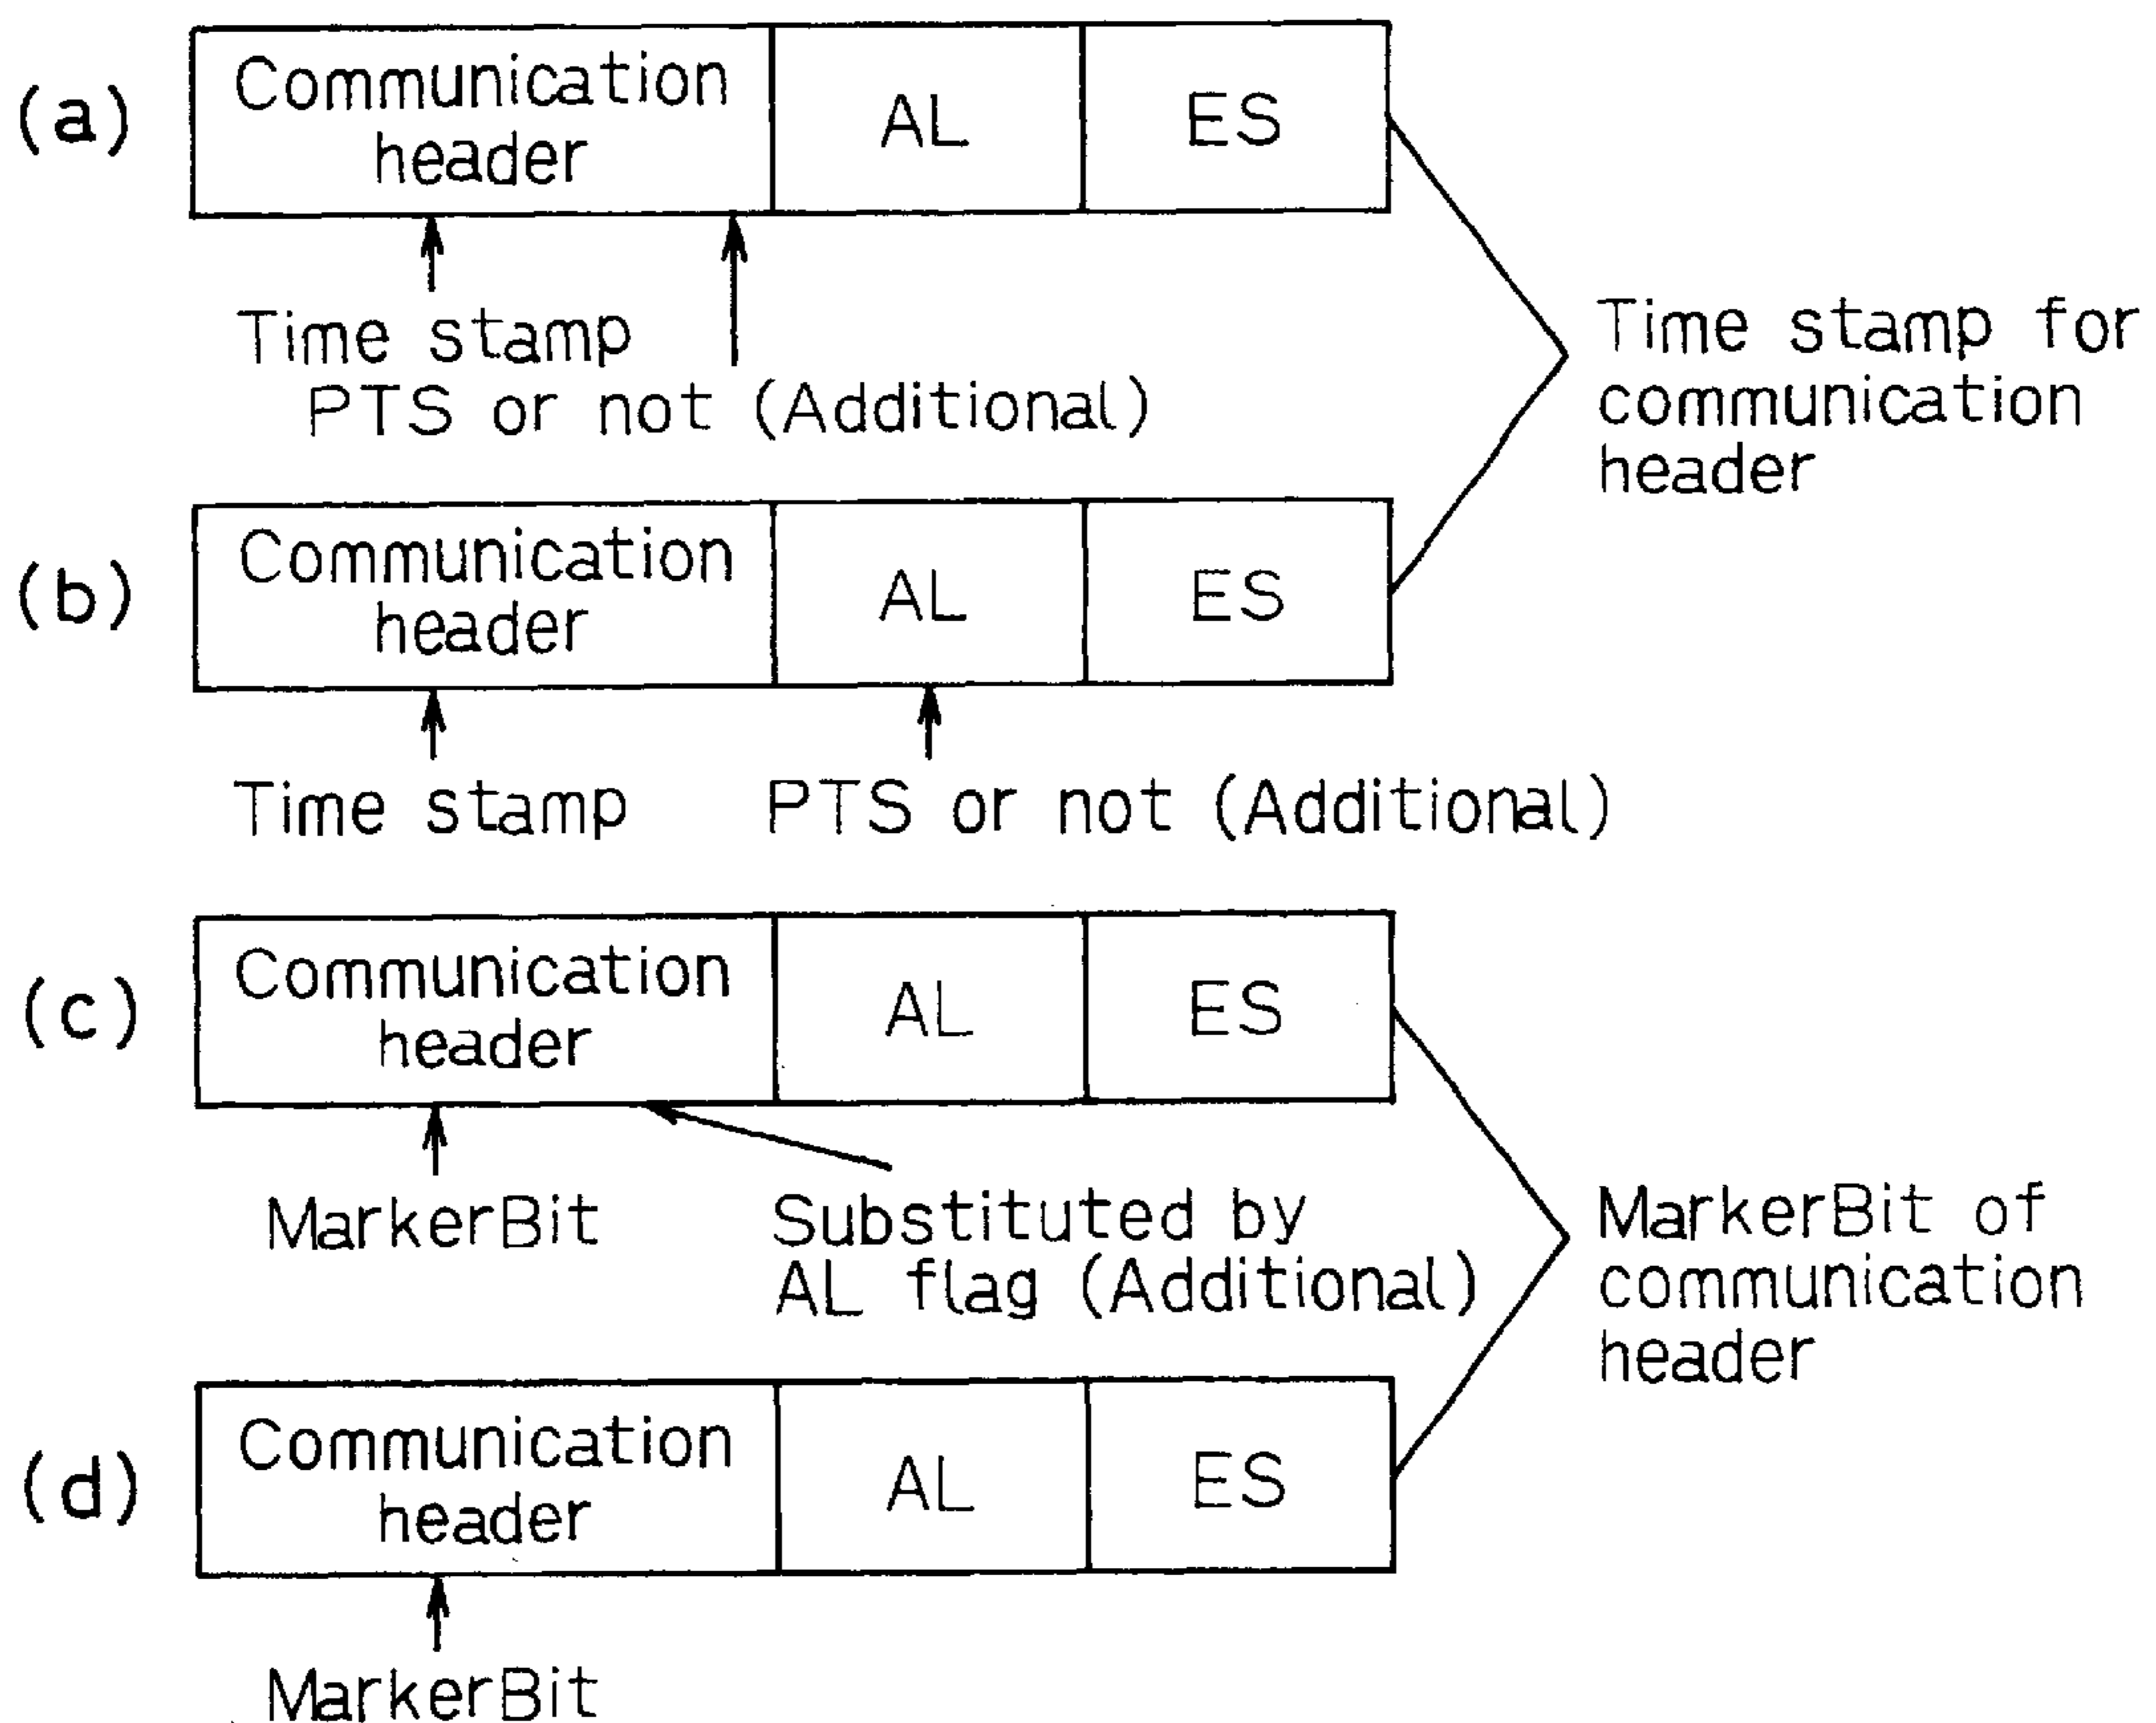 (a)
Communication
header
AL
ES
Time stamp
PTS or not (Additional)
Time stamp for
communication
header
(b)
Communication
header
AL
ES
Time stamp
PTS or not (Additional)
(c)
Communication
header
AL
ES
MarkerBit
Substituted by
AL flag (Additional)
MarkerBit of
communication
header
(d)
Communication
header
AL
ES
MarkerBit